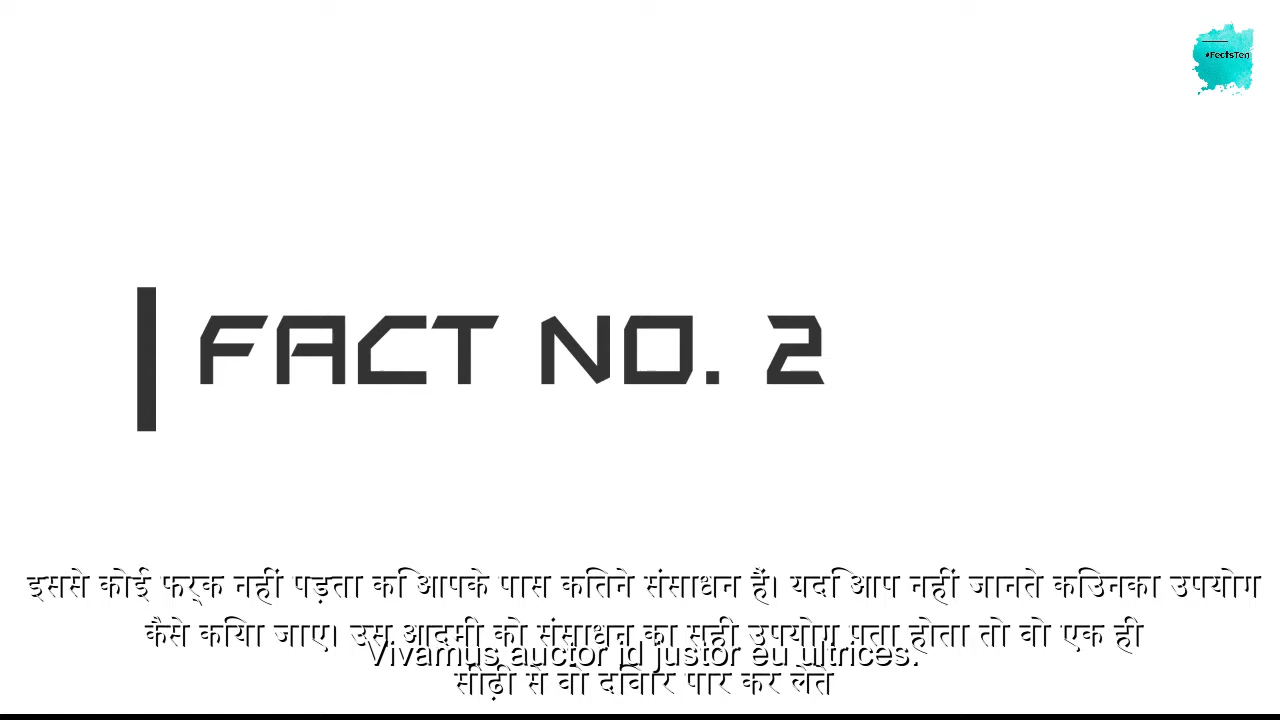 #FectsTen
FACT NO. 2
इससे कोई फर्क नहीं पड़ता कि आपके पास कितने संसाधन हैं। यदि आप नहीं जानते कि उनका उपयोग
कैसे किया जाए। उस आदमी को संसाधन का सही उपयोग पता होता तो वो एक ही
Vivamus auctor id justor eu ultrices.
सीढ़ी से वो दिवार पार कर लेते